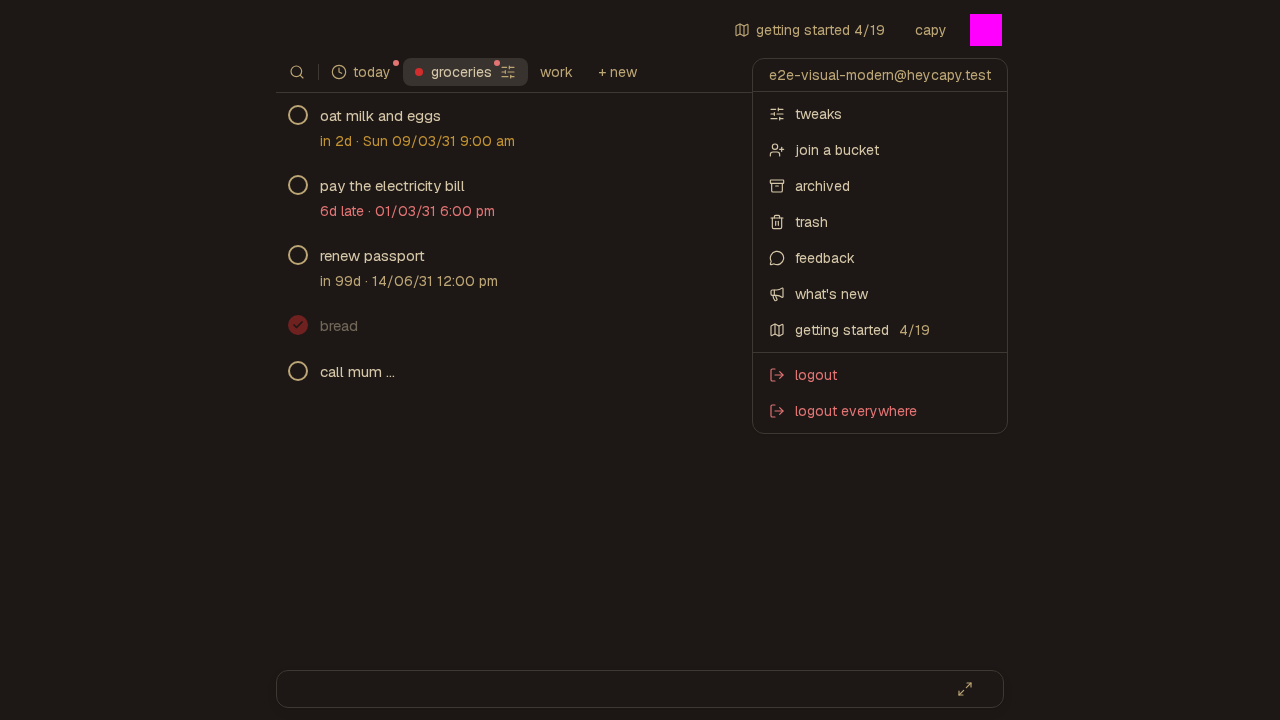 getting started 4/19
capy
today
groceries
work
+ new
oat milk and eggs
in 2d · Sun 09/03/31 9:00 am
pay the electricity bill
6d late · 01/03/31 6:00 pm
renew passport
in 99d · 14/06/31 12:00 pm
bread
call mum ...
e2e-visual-modern@heycapy.test
tweaks
join a bucket
archived
trash
feedback
what's new
getting started 4/19
logout
logout everywhere